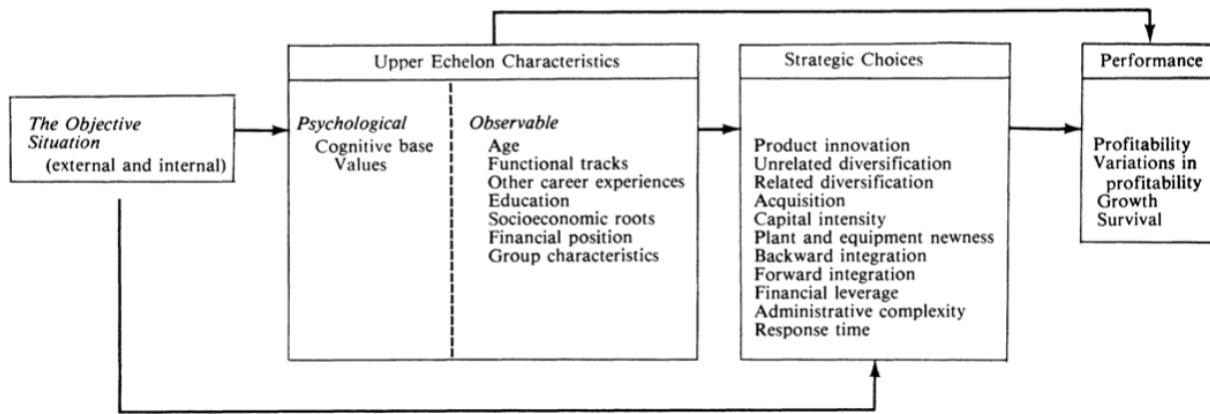 Upper Echelon Characteristics
Strategic Choices
Performance
The Objective
Situation
(external and internal)
Psychological
Cognitive base
Values
Observable
Age
Functional tracks
Other career experiences
Education
Socioeconomic roots
Financial position
Group characteristics
Product innovation
Unrelated diversification
Related diversification
Acquisition
Capital intensity
Plant and equipment newness
Backward integration
Forward integration
Financial leverage
Administrative complexity
Response time
Profitability
Variations in
profitability
Growth
Survival